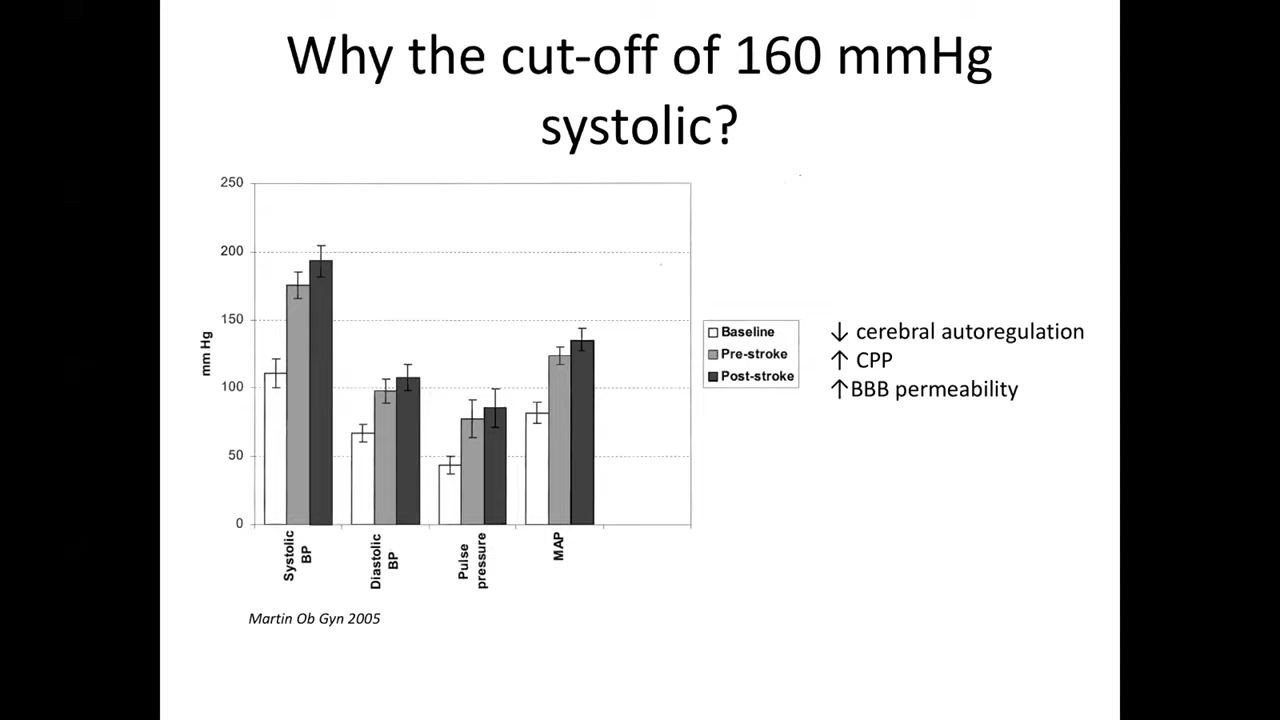 Why the cut-off of 160 mmHg
systolic?
250
200
150
100
50
0
mm Hg
Systolic
BP
Diastolic
BP
Pulse
pressure
MAP
Baseline
Pre-stroke
Post-stroke
↓ cerebral autoregulation
↑ CPP
↑BBB permeability
Martin Ob Gyn 2005